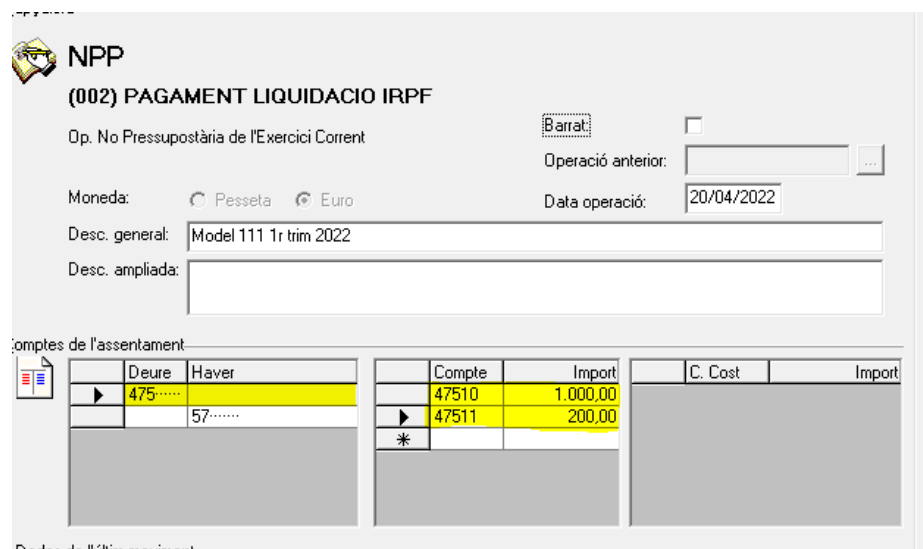 NPP
(002) PAGAMENT LIQUIDACIO IRPF
Op. No Pressupostària de l'Exercici Corrent
Barrat:
Operació anterior: ...
Moneda: Pesseta Euro
Data operació: 20/04/2022
Desc. general: Model 111 1r trim 2022
Desc. ampliada:
comptes de l'assentament
Deure Haver
475······
57·······
Compte Import
47510 1.000,00
47511 200,00
C. Cost Import